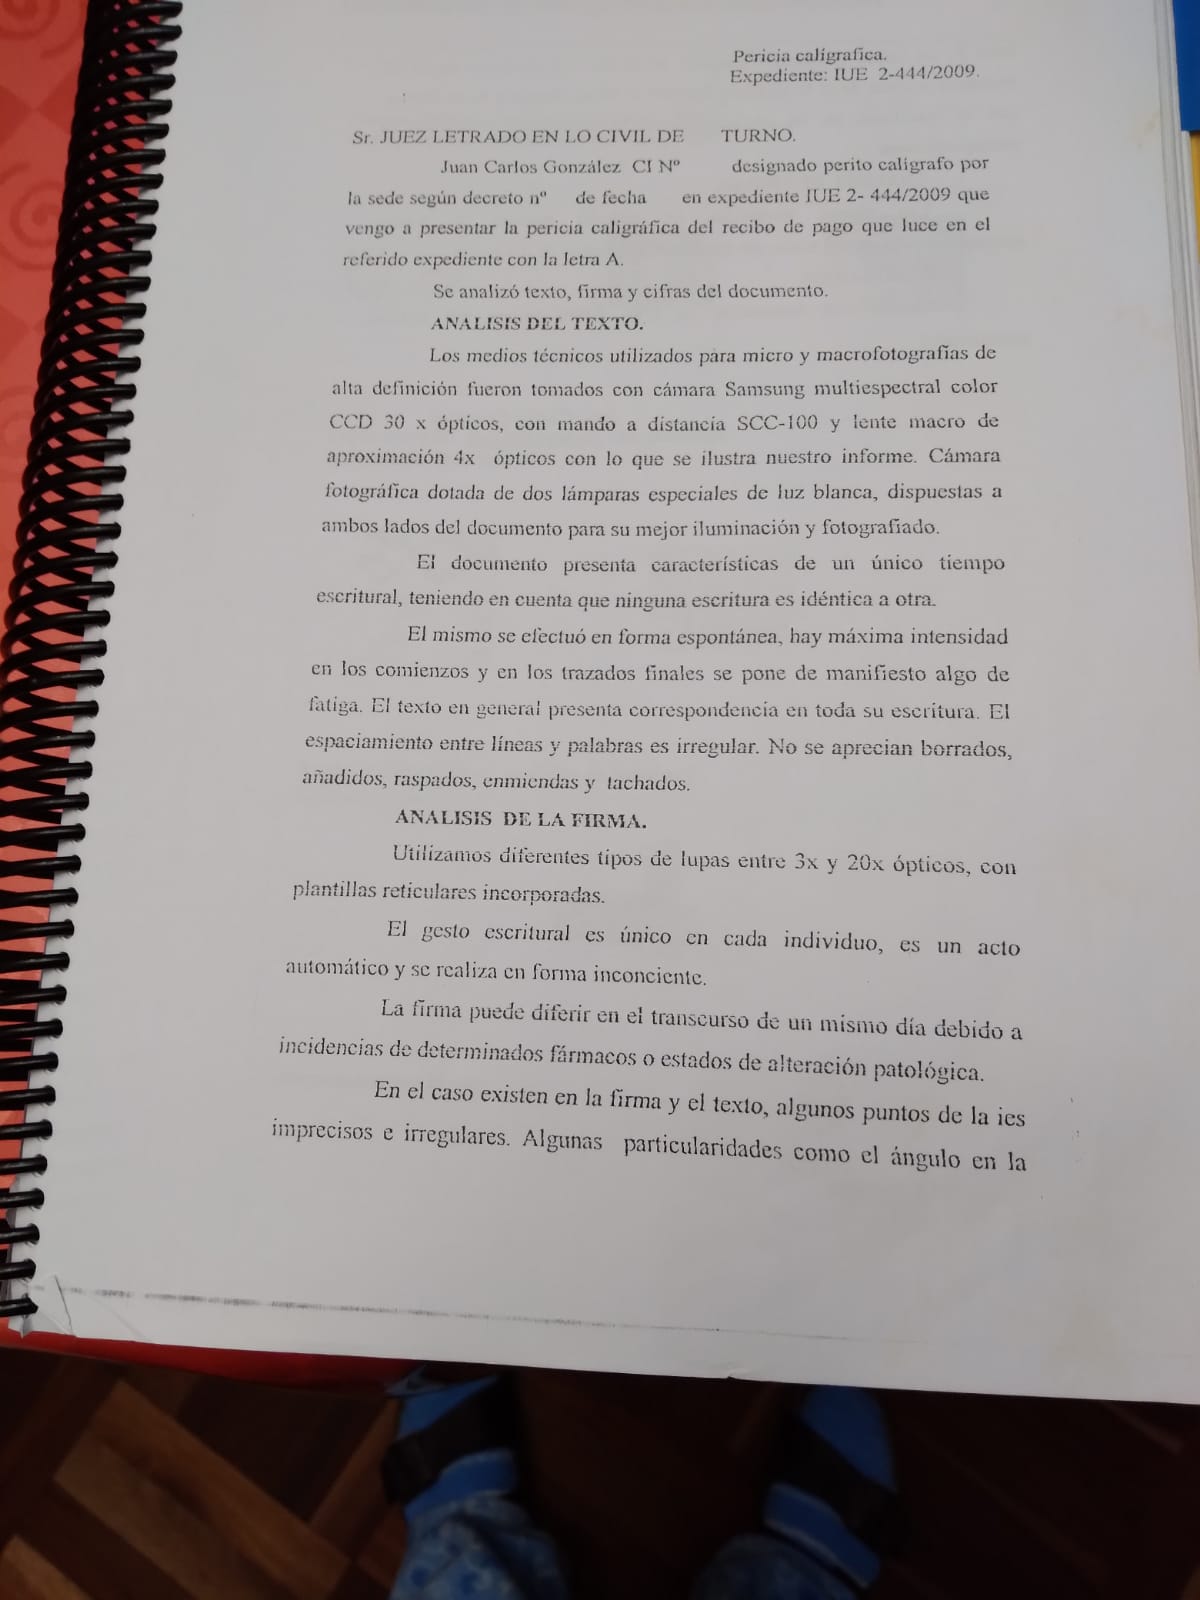 Pericia calígrafica.
Expediente: IUE 2-444/2009.
Sr. JUEZ LETRADO EN LO CIVIL DE TURNO.
Juan Carlos González CI Nº designado perito calígrafo por
la sede según decreto nº de fecha en expediente IUE 2- 444/2009 que
vengo a presentar la pericia caligráfica del recibo de pago que luce en el
referido expediente con la letra A.
Se analizó texto, firma y cifras del documento.
ANALISIS DEL TEXTO.
Los medios técnicos utilizados para micro y macrofotografías de
alta definición fueron tomados con cámara Samsung multiespectral color
CCD 30 x ópticos, con mando a distancia SCC-100 y lente macro de
aproximación 4x ópticos con lo que se ilustra nuestro informe. Cámara
fotográfica dotada de dos lámparas especiales de luz blanca, dispuestas a
ambos lados del documento para su mejor iluminación y fotografiado.
El documento presenta características de un único tiempo
escritural, teniendo en cuenta que ninguna escritura es idéntica a otra.
El mismo se efectuó en forma espontánea, hay máxima intensidad
en los comienzos y en los trazados finales se pone de manifiesto algo de
fatiga. El texto en general presenta correspondencia en toda su escritura. El
espaciamiento entre líneas y palabras es irregular. No se aprecian borrados,
añadidos, raspados, enmiendas y tachados.
ANALISIS DE LA FIRMA.
Utilizamos diferentes tipos de lupas entre 3x y 20x ópticos, con
plantillas reticulares incorporadas.
El gesto escritural es único en cada individuo, es un acto
automático y se realiza en forma inconciente.
La firma puede diferir en el transcurso de un mismo día debido a
incidencias de determinados fármacos o estados de alteración patológica.
En el caso existen en la firma y el texto, algunos puntos de la ies
imprecisos e irregulares. Algunas particularidades como el ángulo en la